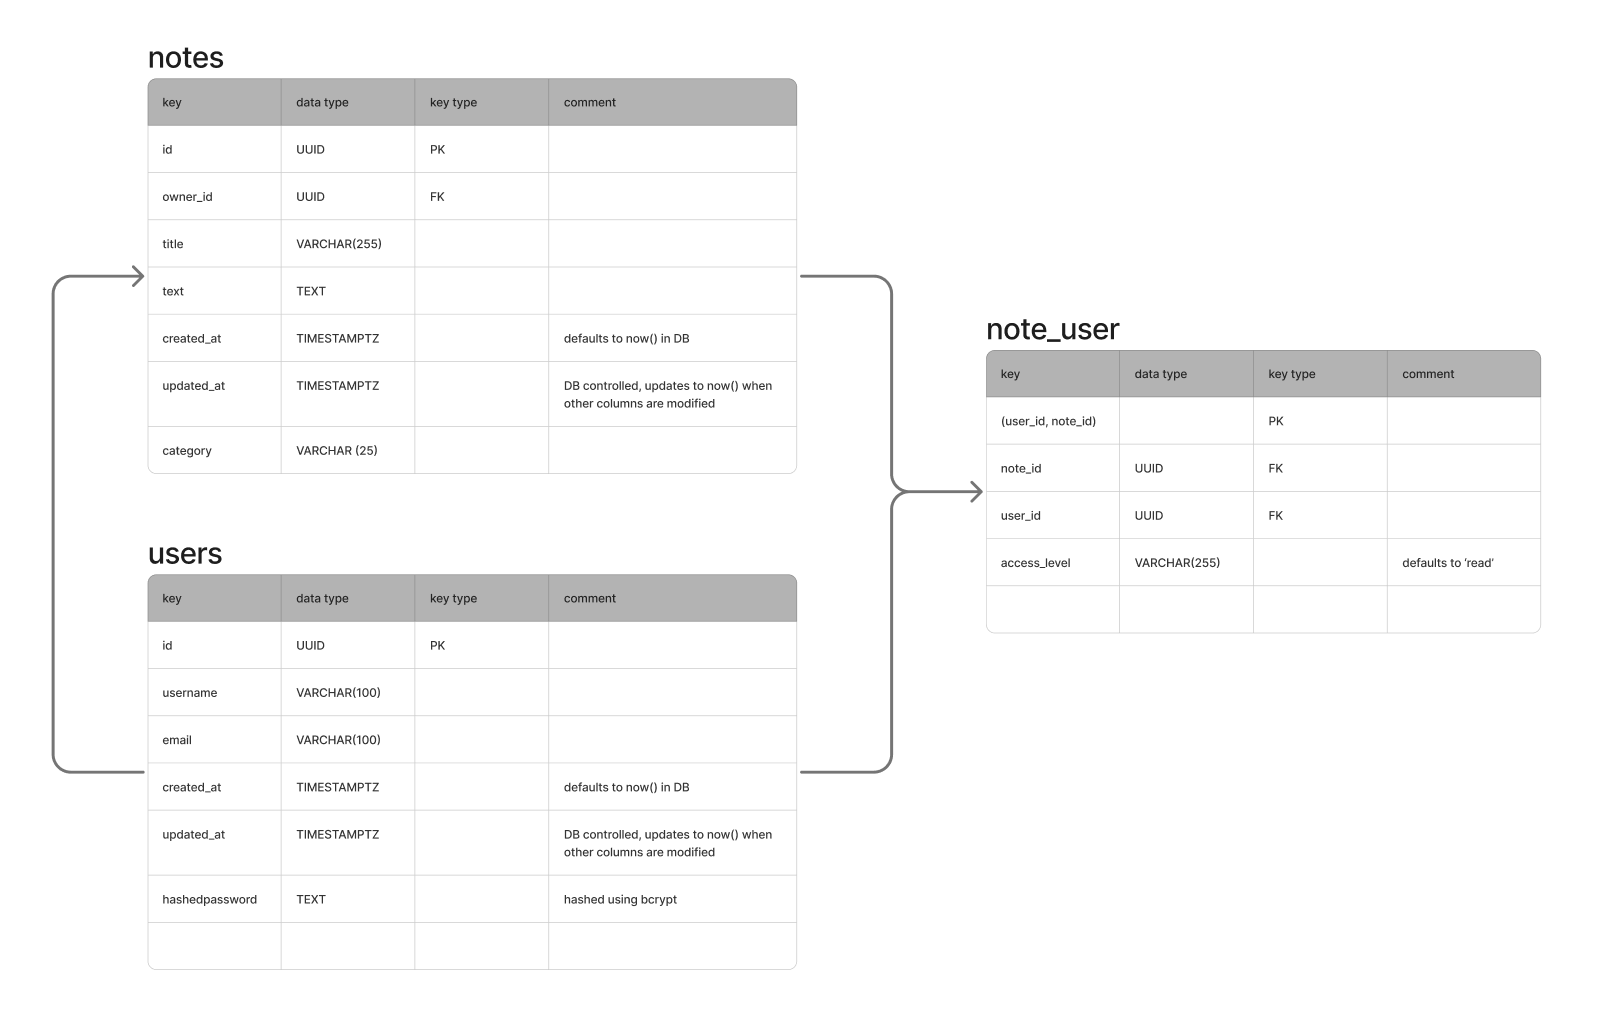 notes
key data type key type comment
id UUID PK
owner_id UUID FK
title VARCHAR(255)
text TEXT
created_at TIMESTAMPTZ defaults to now() in DB
updated_at TIMESTAMPTZ DB controlled, updates to now() when
other columns are modified
category VARCHAR (25)
users
key data type key type comment
id UUID PK
username VARCHAR(100)
email VARCHAR(100)
created_at TIMESTAMPTZ defaults to now() in DB
updated_at TIMESTAMPTZ DB controlled, updates to now() when
other columns are modified
hashedpassword TEXT hashed using bcrypt
note_user
key data type key type comment
(user_id, note_id) PK
note_id UUID FK
user_id UUID FK
access_level VARCHAR(255) defaults to ‘read’